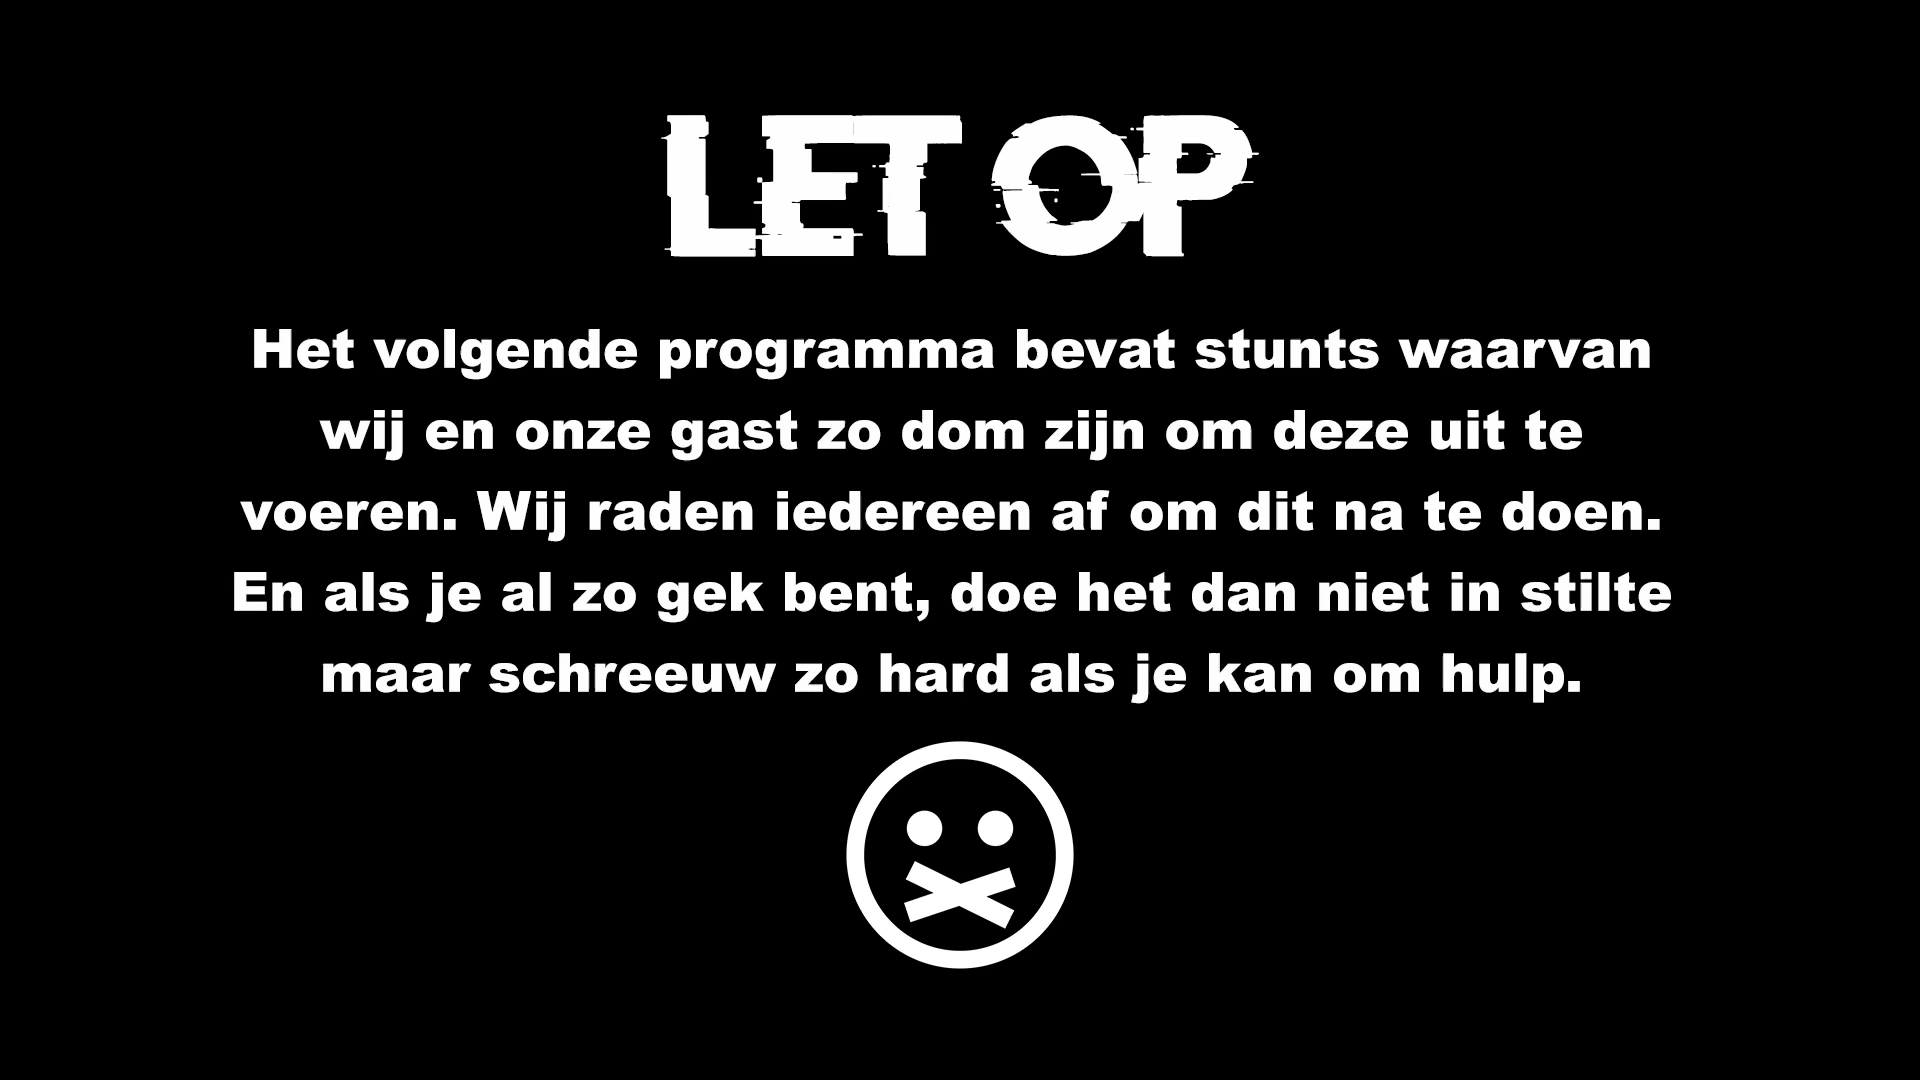 LET OP
Het volgende programma bevat stunts waarvan
wij en onze gast zo dom zijn om deze uit te
voeren. Wij raden iedereen af om dit na te doen.
En als je al zo gek bent, doe het dan niet in stilte
maar schreeuw zo hard als je kan om hulp.